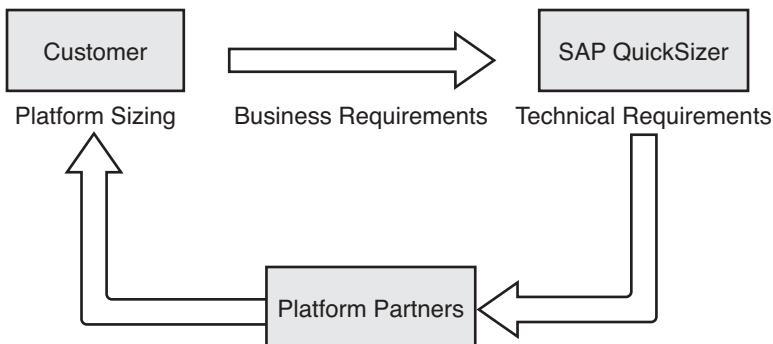 Customer
SAP QuickSizer
Platform Sizing
Business Requirements
Technical Requirements
Platform Partners